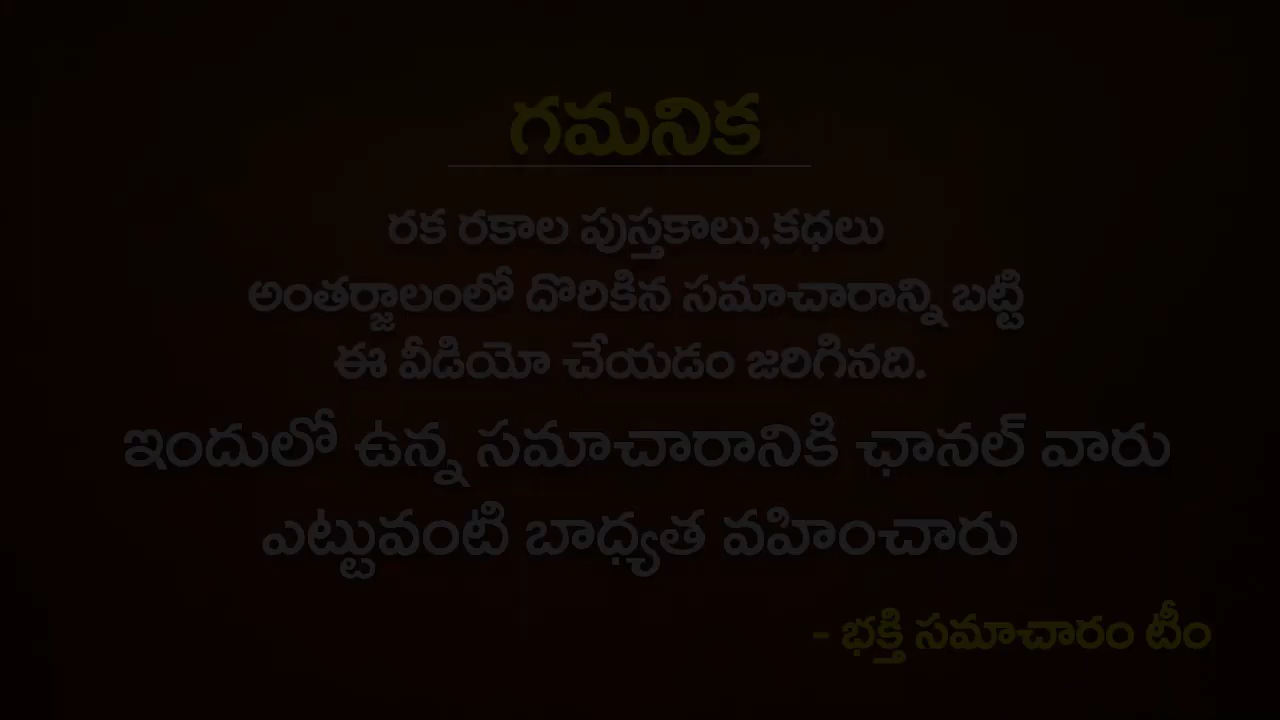 గమనిక
రక రకాల పుస్తకాలు,కథలు
అంతర్జాలంలో దొరికిన సమాచారాన్ని బట్టి
ఈ వీడియో చేయడం జరిగినది.
ఇందులో ఉన్న సమాచారానికి ఛానల్ వారు
ఎట్టువంటి బాధ్యత వహించారు
- భక్తి సమాచారం టీం